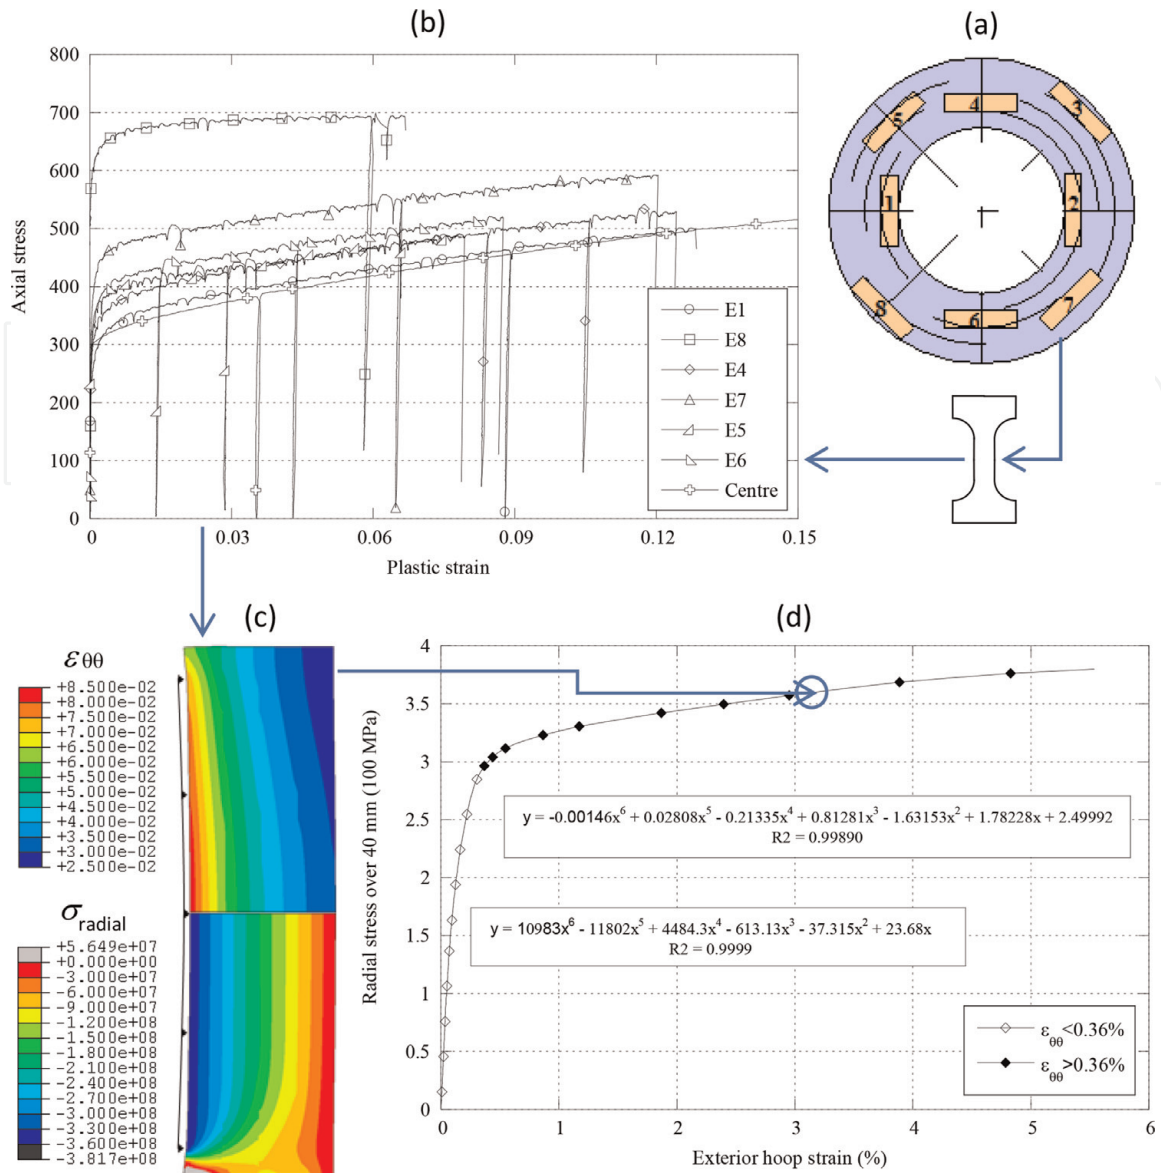 (b)
(a)
800
700
600
500
400
300
200
100
0
Axial stress
0
0.03
0.06
0.09
0.12
0.15
Plastic strain
E1
E8
E4
E7
E5
E6
Centre
4
3
5
1
2
8
6
7
(c)
(d)
εθθ
+8.500e-02
+8.000e-02
+7.500e-02
+7.000e-02
+6.500e-02
+6.000e-02
+5.500e-02
+5.000e-02
+4.500e-02
+4.000e-02
+3.500e-02
+3.000e-02
+2.500e-02
σradial
+5.649e+07
+0.000e+00
-3.000e+07
-6.000e+07
-9.000e+07
-1.200e+08
-1.500e+08
-1.800e+08
-2.100e+08
-2.400e+08
-2.700e+08
-3.000e+08
-3.300e+08
-3.600e+08
-3.817e+08
4
3.5
3
2.5
2
1.5
1
0.5
0
Radial stress over 40 mm (100 MPa)
y = -0.00146x⁶ + 0.02808x⁵ - 0.21335x⁴ + 0.81281x³ - 1.63153x² + 1.78228x + 2.49992
R2 = 0.99890
y = 10983x⁶ - 11802x⁵ + 4484.3x⁴ - 613.13x³ - 37.315x² + 23.68x
R2 = 0.9999
εθθ<0.36%
εθθ>0.36%
0
1
2
3
4
5
6
Exterior hoop strain (%)